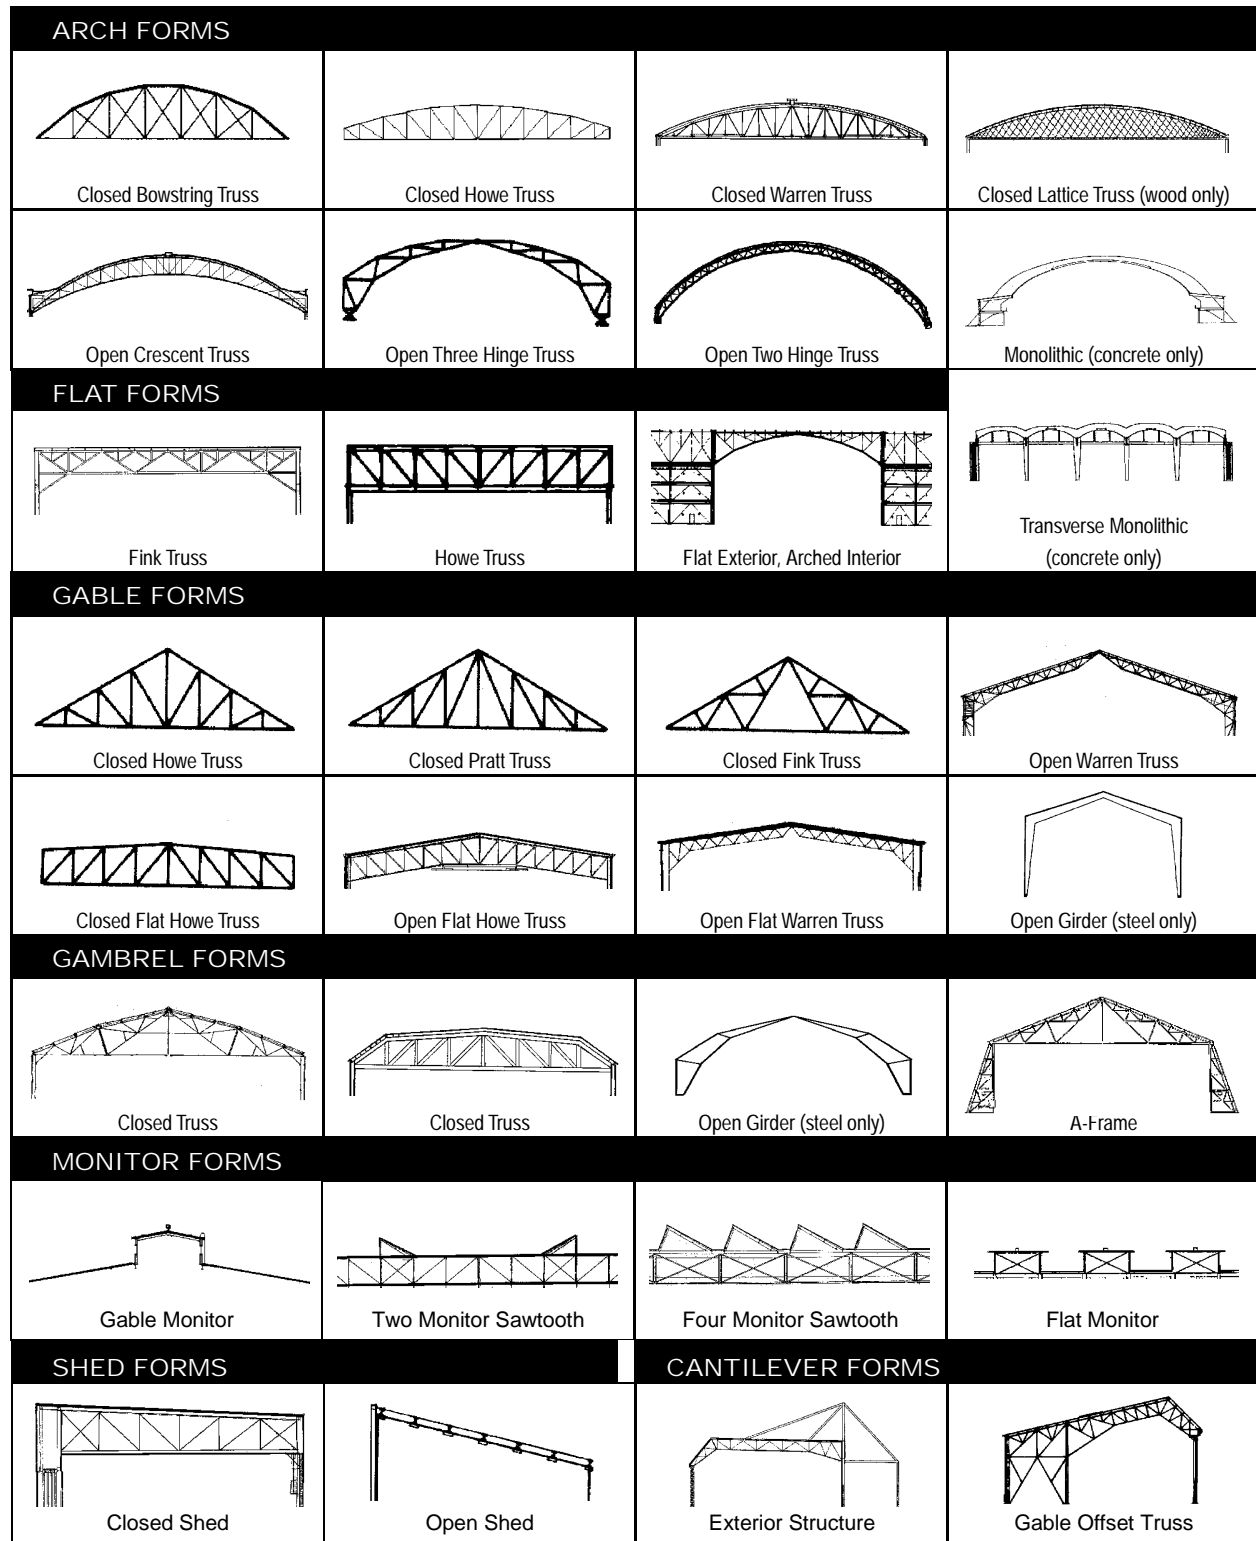 ARCH FORMS
Closed Bowstring Truss
Closed Howe Truss
Closed Warren Truss
Closed Lattice Truss (wood only)
Open Crescent Truss
Open Three Hinge Truss
Open Two Hinge Truss
Monolithic (concrete only)
FLAT FORMS
Fink Truss
Howe Truss
Flat Exterior, Arched Interior
Transverse Monolithic
(concrete only)
GABLE FORMS
Closed Howe Truss
Closed Pratt Truss
Closed Fink Truss
Open Warren Truss
Closed Flat Howe Truss
Open Flat Howe Truss
Open Flat Warren Truss
Open Girder (steel only)
GAMBREL FORMS
Closed Truss
Closed Truss
Open Girder (steel only)
A-Frame
MONITOR FORMS
Gable Monitor
Two Monitor Sawtooth
Four Monitor Sawtooth
Flat Monitor
SHED FORMS
CANTILEVER FORMS
Closed Shed
Open Shed
Exterior Structure
Gable Offset Truss